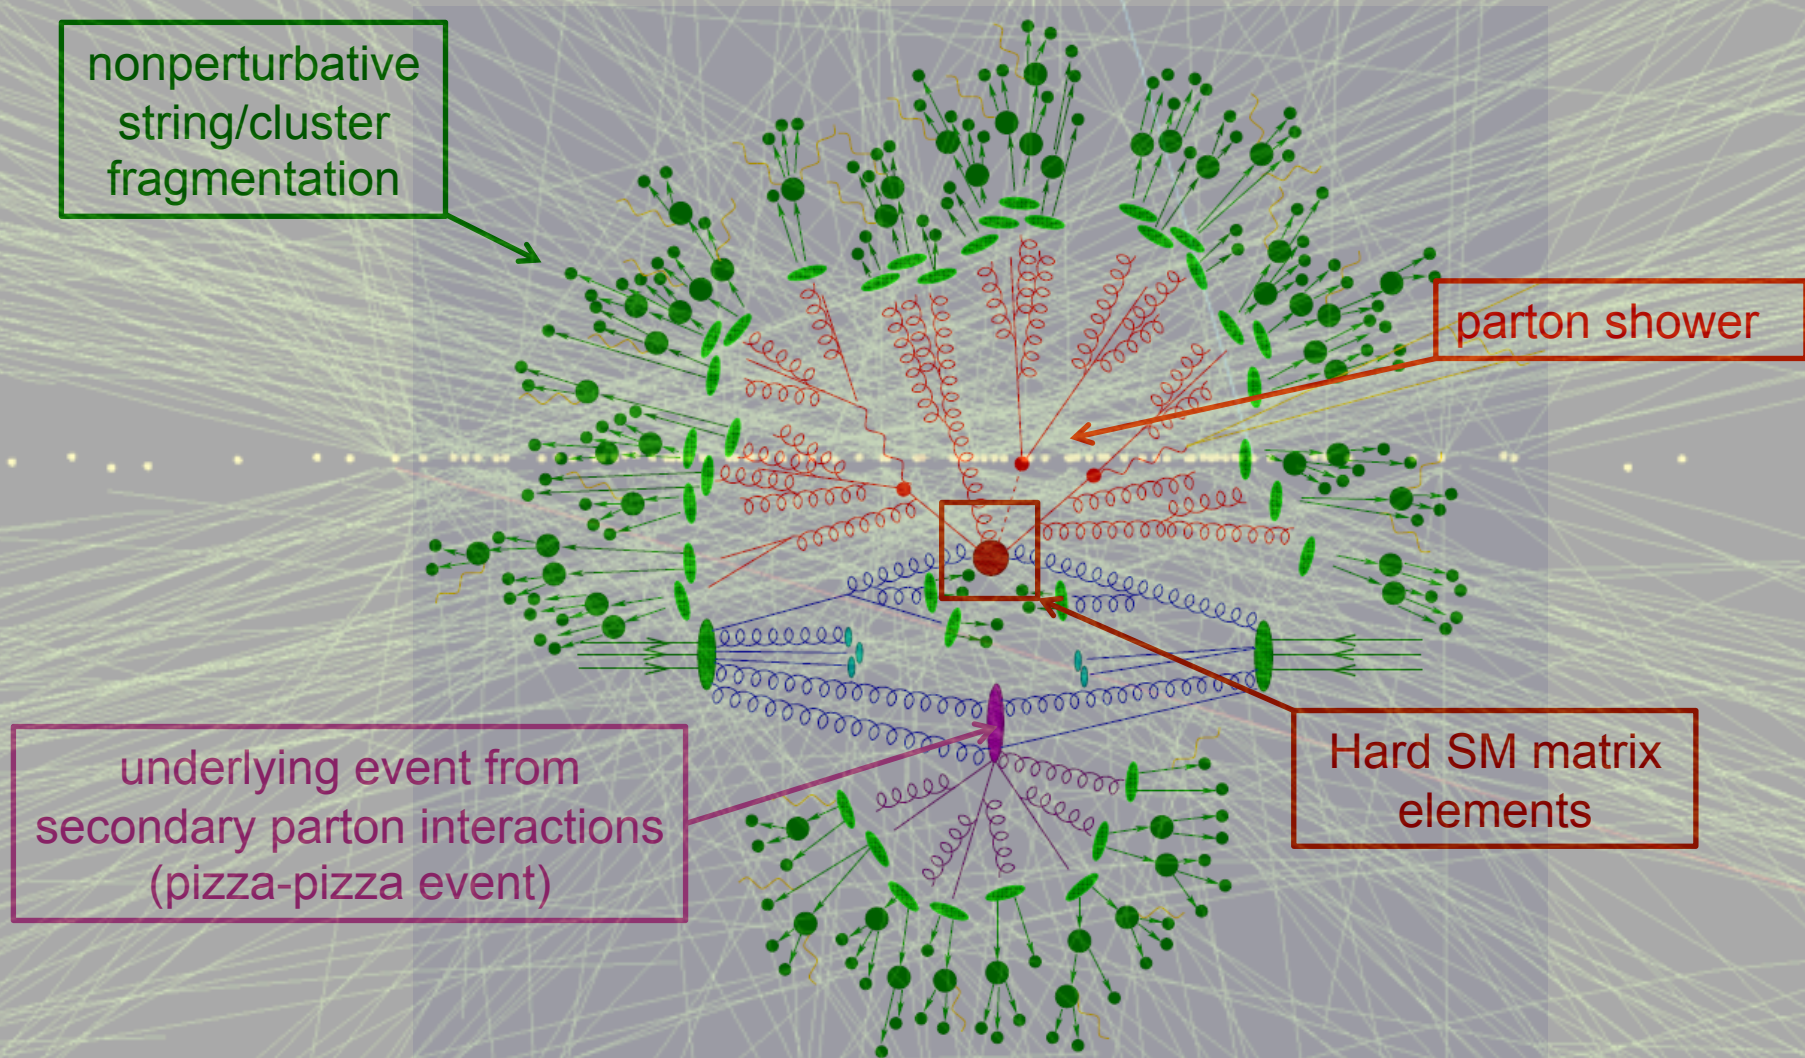 nonperturbative
string/cluster
fragmentation
parton shower
underlying event from
secondary parton interactions
(pizza-pizza event)
Hard SM matrix
elements